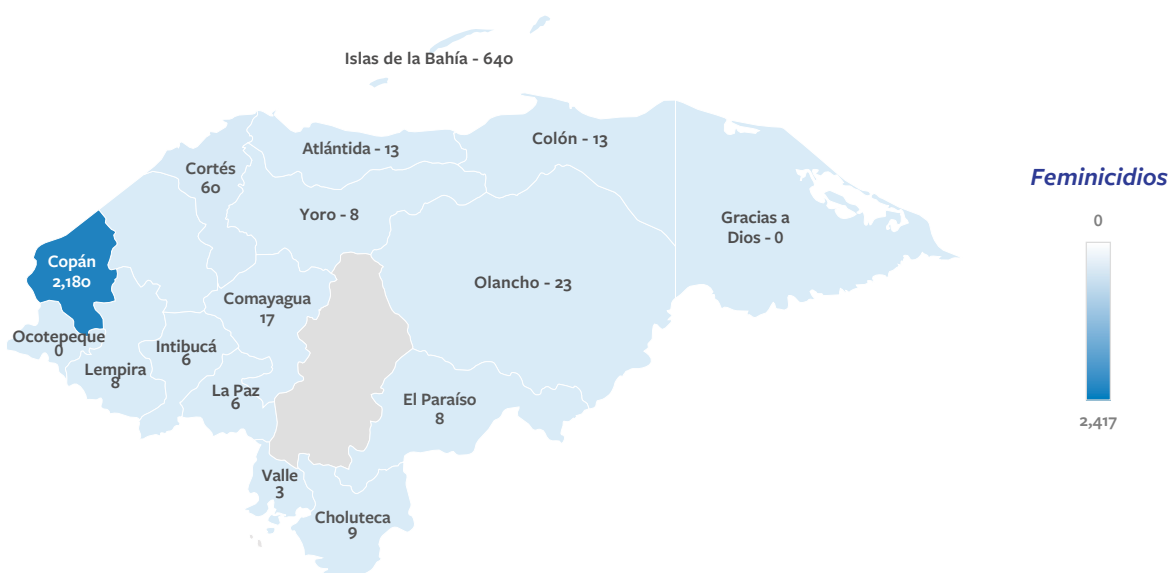 Islas de la Bahía - 640
Colón - 13
Atlántida - 13
Cortés
60
Feminicidios
Yoro - 8
Gracias a
Dios - 0
0
Copán
2,180
Olancho - 23
Comayagua
17
Ocotepeque
0
Intibucá
6
Lempira
8
La Paz
6
El Paraíso
8
2,417
Valle
3
Choluteca
9